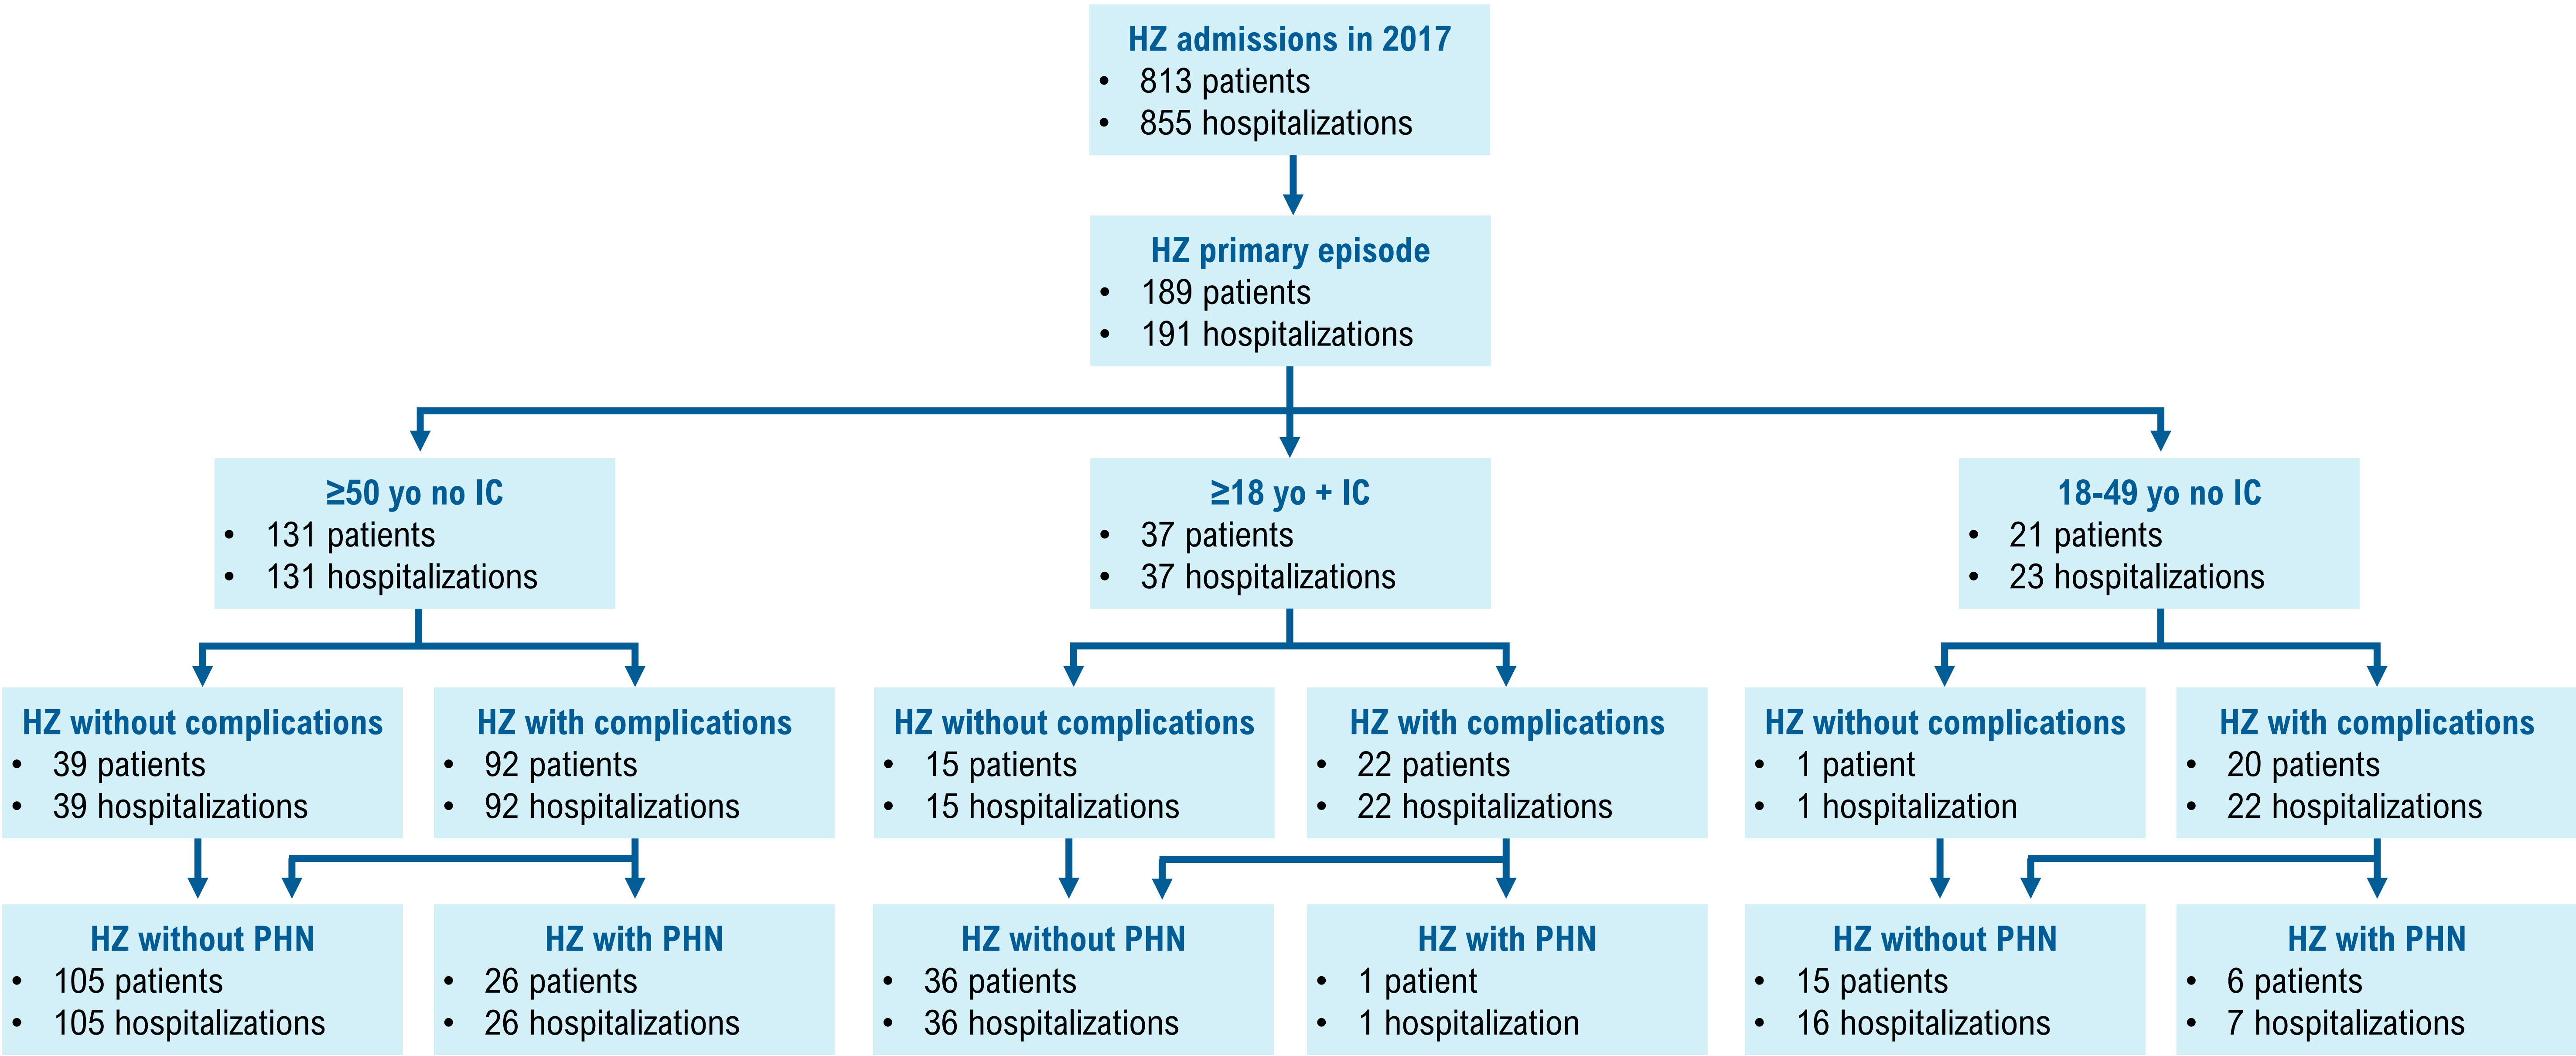 HZ admissions in 2017
• 813 patients
• 855 hospitalizations
HZ primary episode
• 189 patients
• 191 hospitalizations
≥50 yo no IC
• 131 patients
• 131 hospitalizations
≥18 yo + IC
• 37 patients
• 37 hospitalizations
18-49 yo no IC
• 21 patients
• 23 hospitalizations
HZ without complications
• 39 patients
• 39 hospitalizations
HZ with complications
• 92 patients
• 92 hospitalizations
HZ without complications
• 15 patients
• 15 hospitalizations
HZ with complications
• 22 patients
• 22 hospitalizations
HZ without complications
• 1 patient
• 1 hospitalization
HZ with complications
• 20 patients
• 22 hospitalizations
HZ without PHN
• 105 patients
• 105 hospitalizations
HZ with PHN
• 26 patients
• 26 hospitalizations
HZ without PHN
• 36 patients
• 36 hospitalizations
HZ with PHN
• 1 patient
• 1 hospitalization
HZ without PHN
• 15 patients
• 16 hospitalizations
HZ with PHN
• 6 patients
• 7 hospitalizations